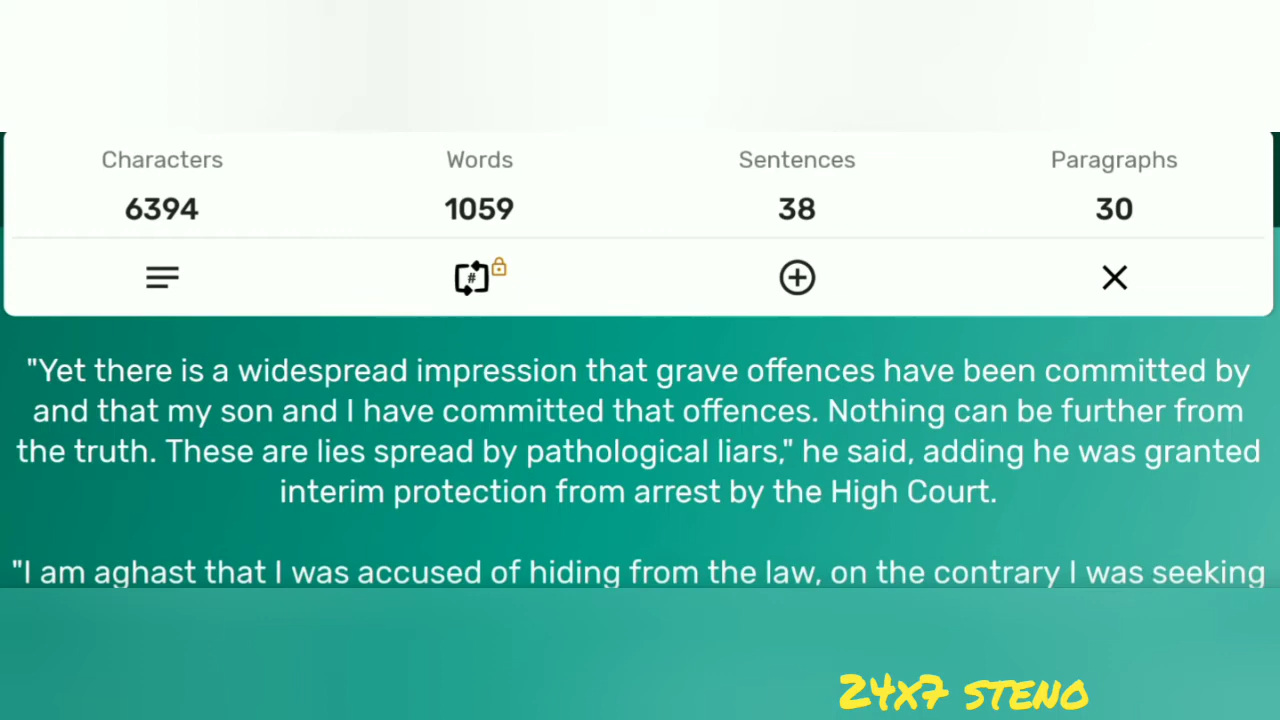 Characters Words Sentences Paragraphs
6394 1059 38 30
#
"Yet there is a widespread impression that grave offences have been committed by
and that my son and I have committed that offences. Nothing can be further from
the truth. These are lies spread by pathological liars," he said, adding he was granted
interim protection from arrest by the High Court.
"I am aghast that I was accused of hiding from the law, on the contrary I was seeking
24x7 STENO